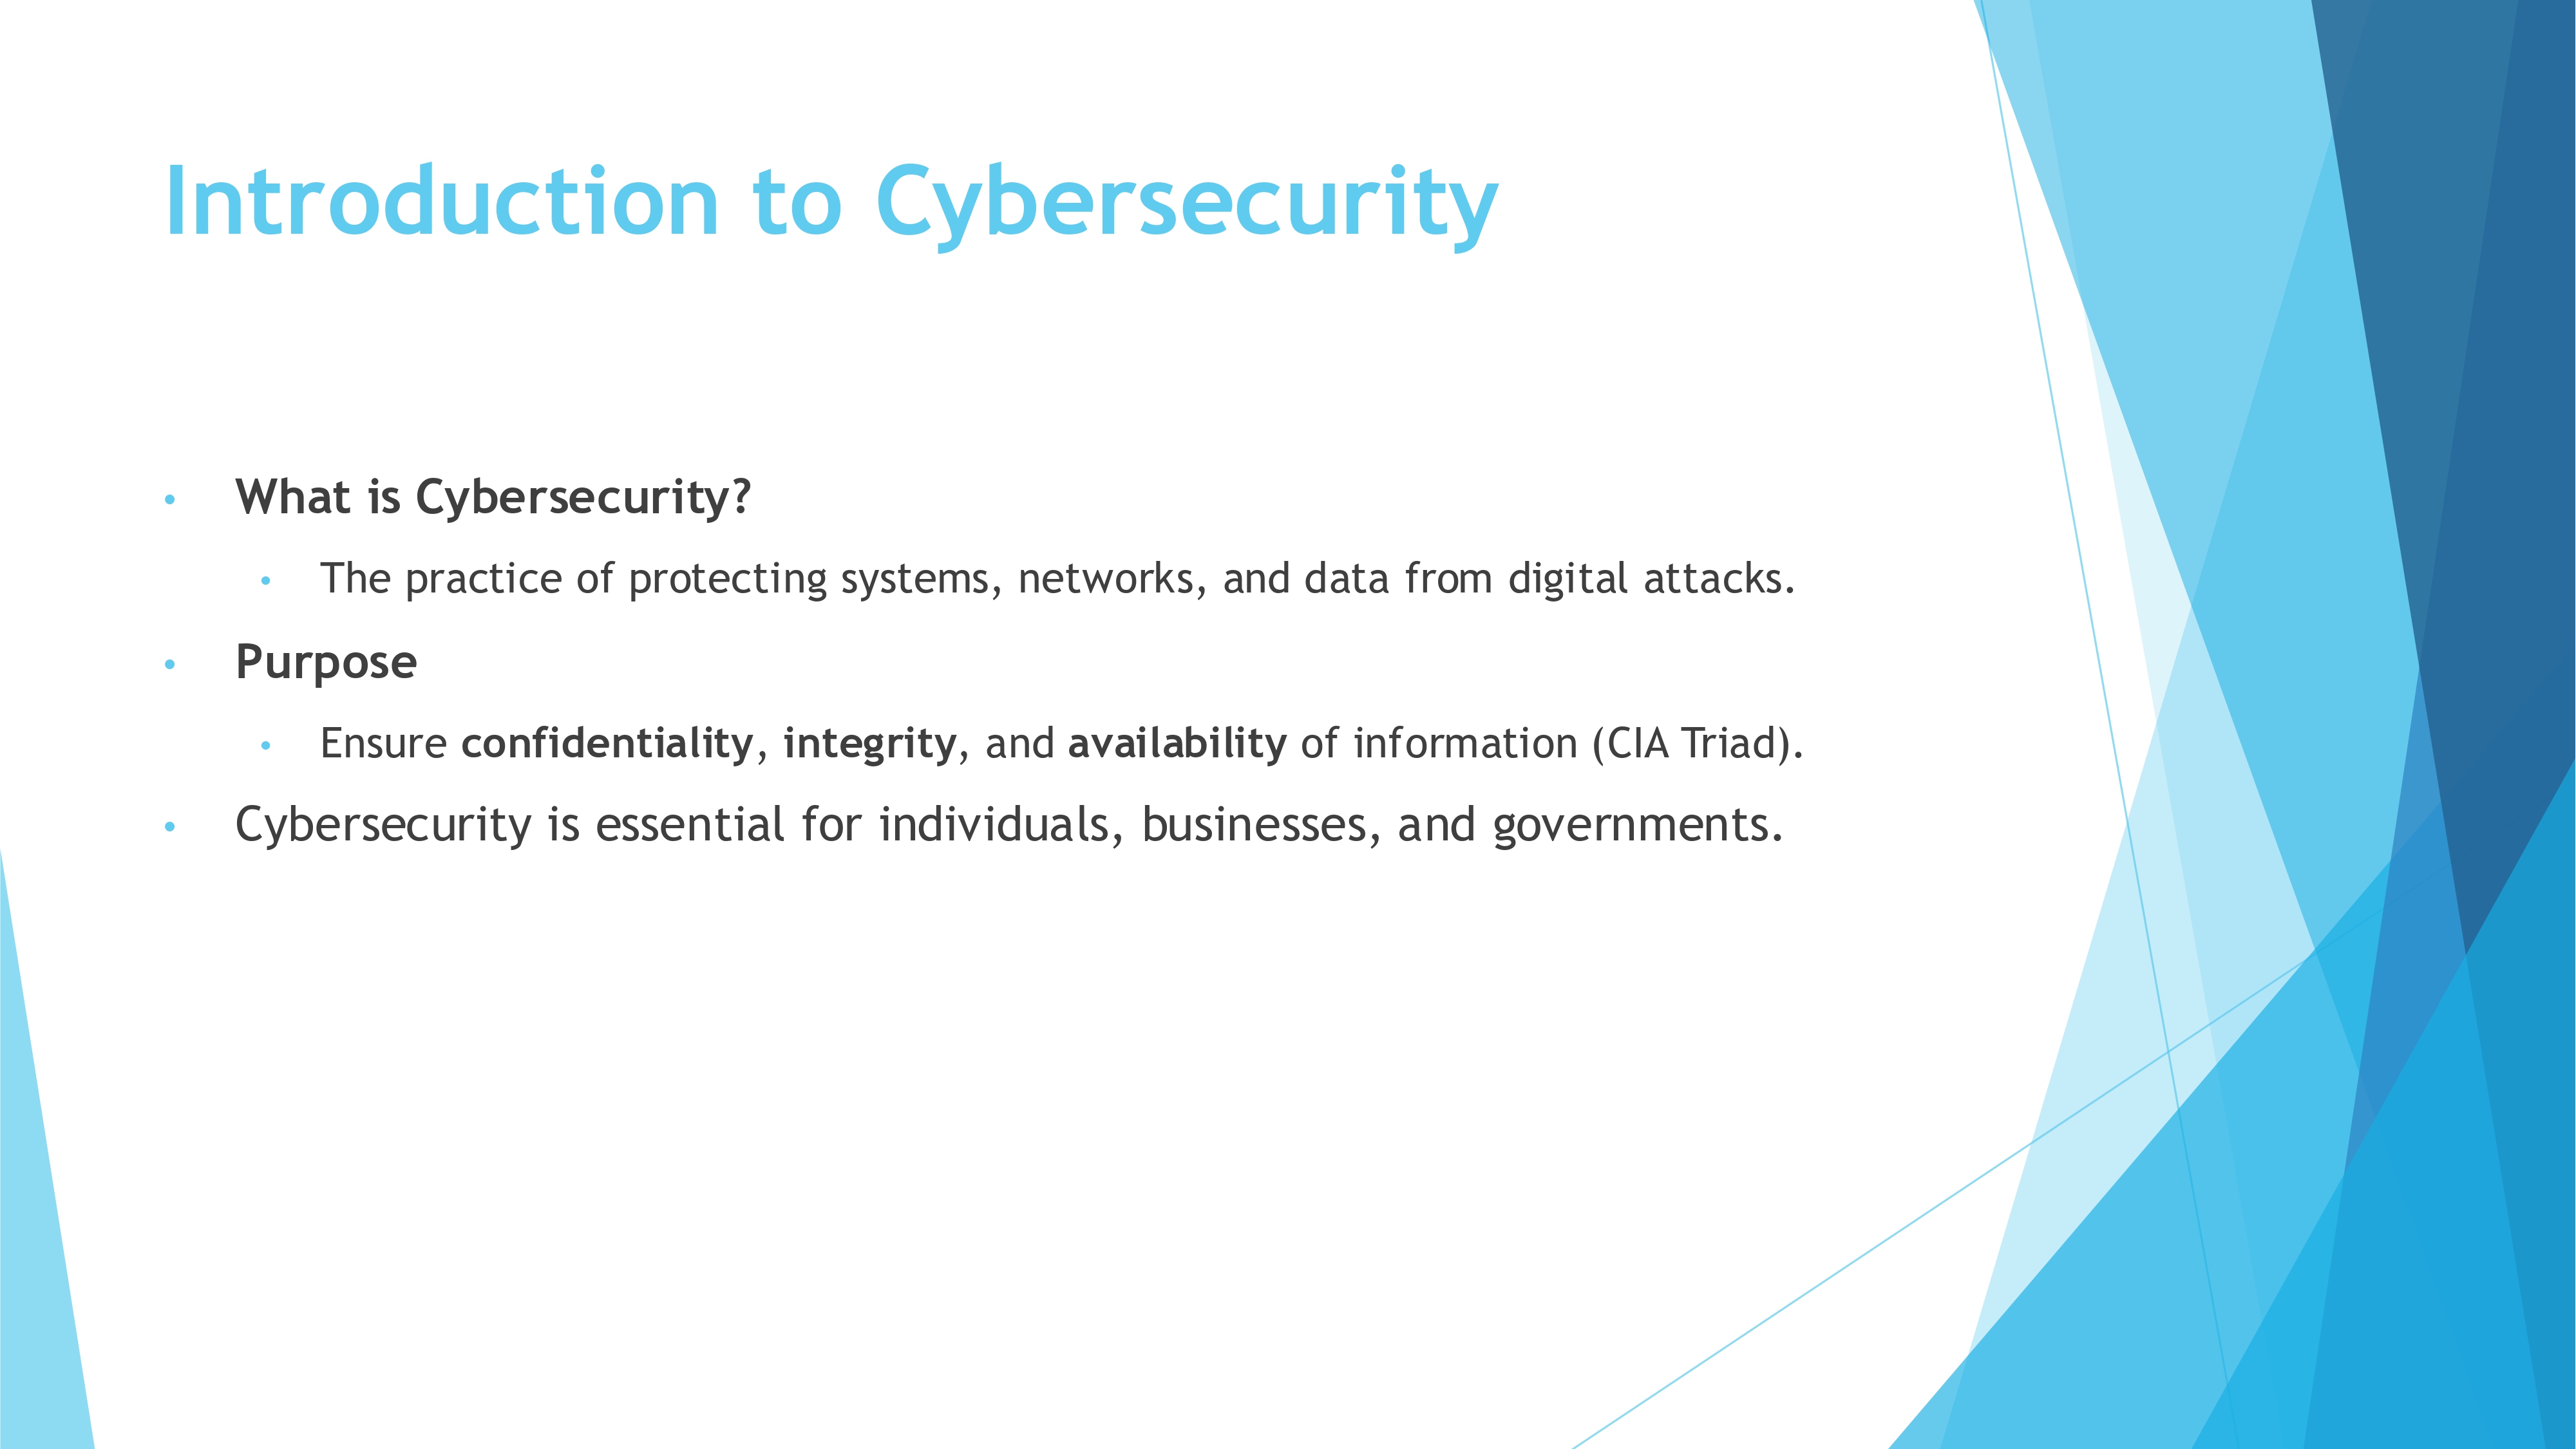 Introduction to Cybersecurity
• What is Cybersecurity?
• The practice of protecting systems, networks, and data from digital attacks.
• Purpose
• Ensure confidentiality, integrity, and availability of information (CIA Triad).
• Cybersecurity is essential for individuals, businesses, and governments.